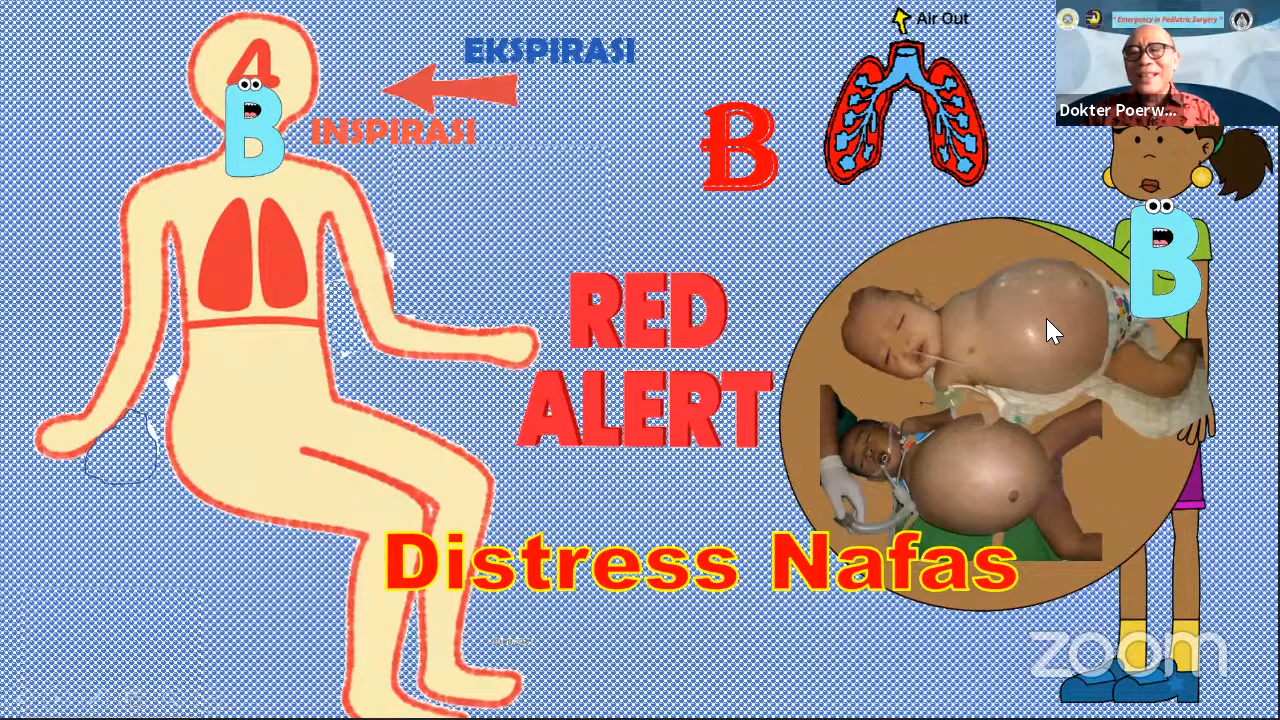 EKSPIRASI
Air Out
" Emergency in Pediatric Surgery "
Dokter Poerw...
B
INSPIRASI
B
B
RED
ALERT
Distress Nafas
zoom